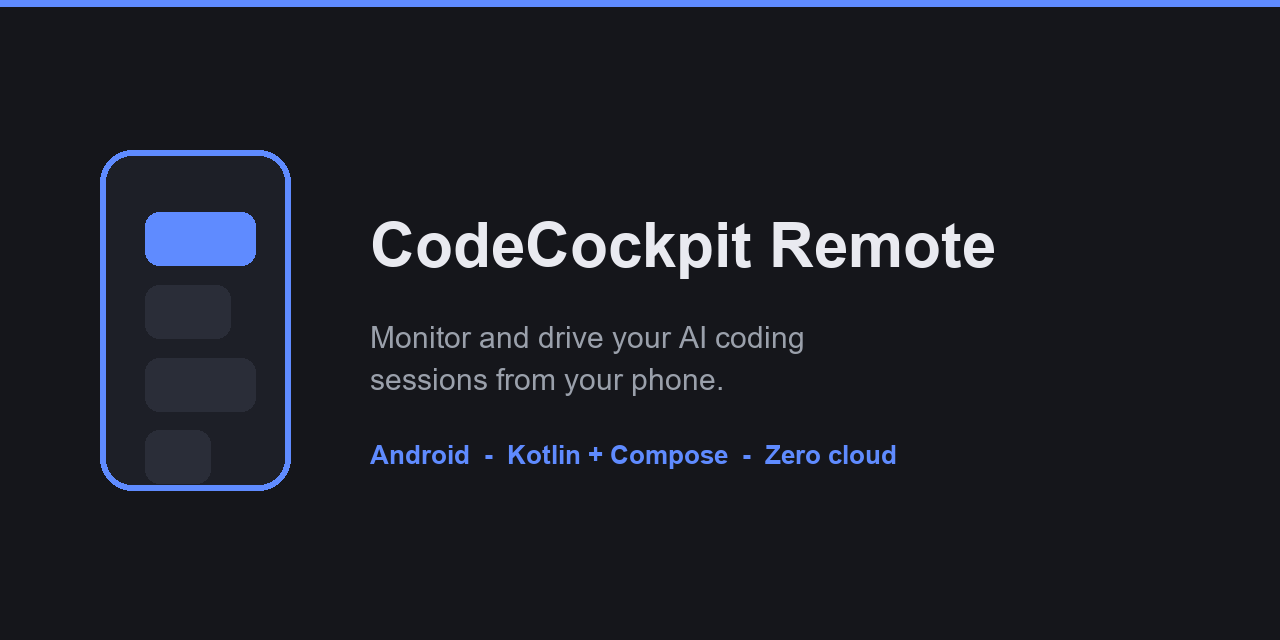 CodeCockpit Remote
Monitor and drive your AI coding
sessions from your phone.
Android - Kotlin + Compose - Zero cloud